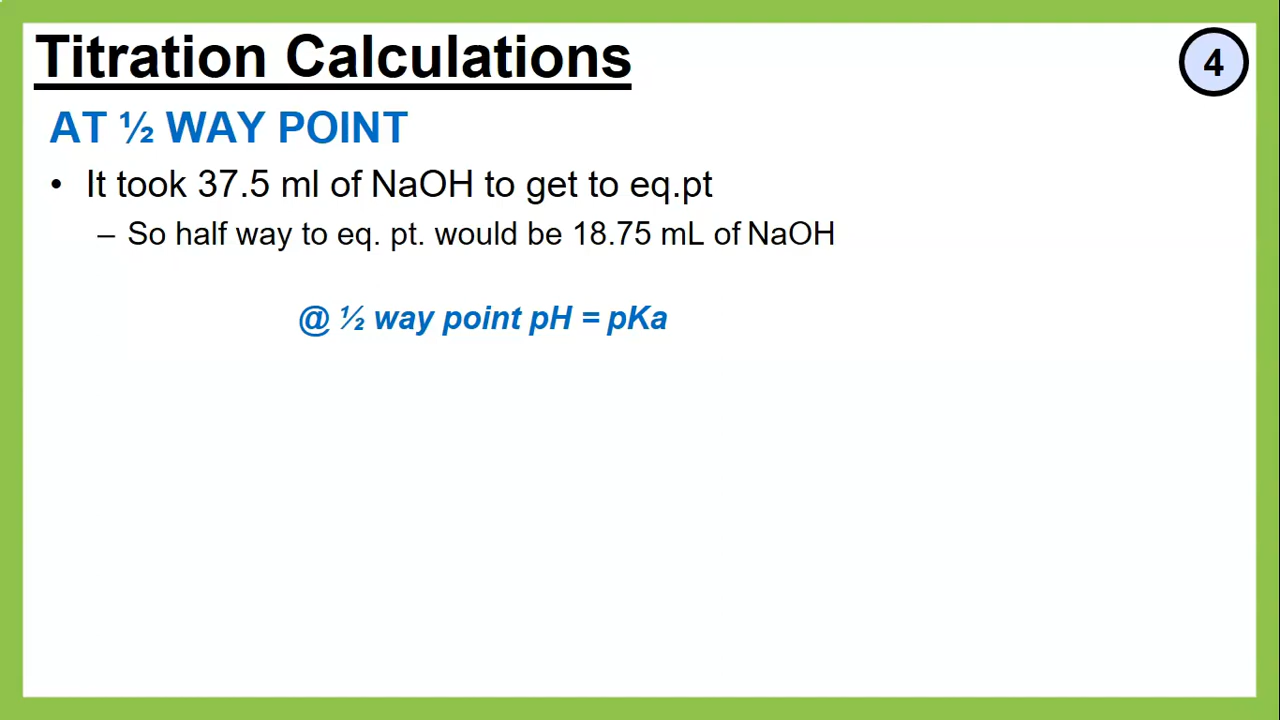 Titration Calculations
4
AT ½ WAY POINT
• It took 37.5 ml of NaOH to get to eq.pt
– So half way to eq. pt. would be 18.75 mL of NaOH
@ ½ way point pH = pKa